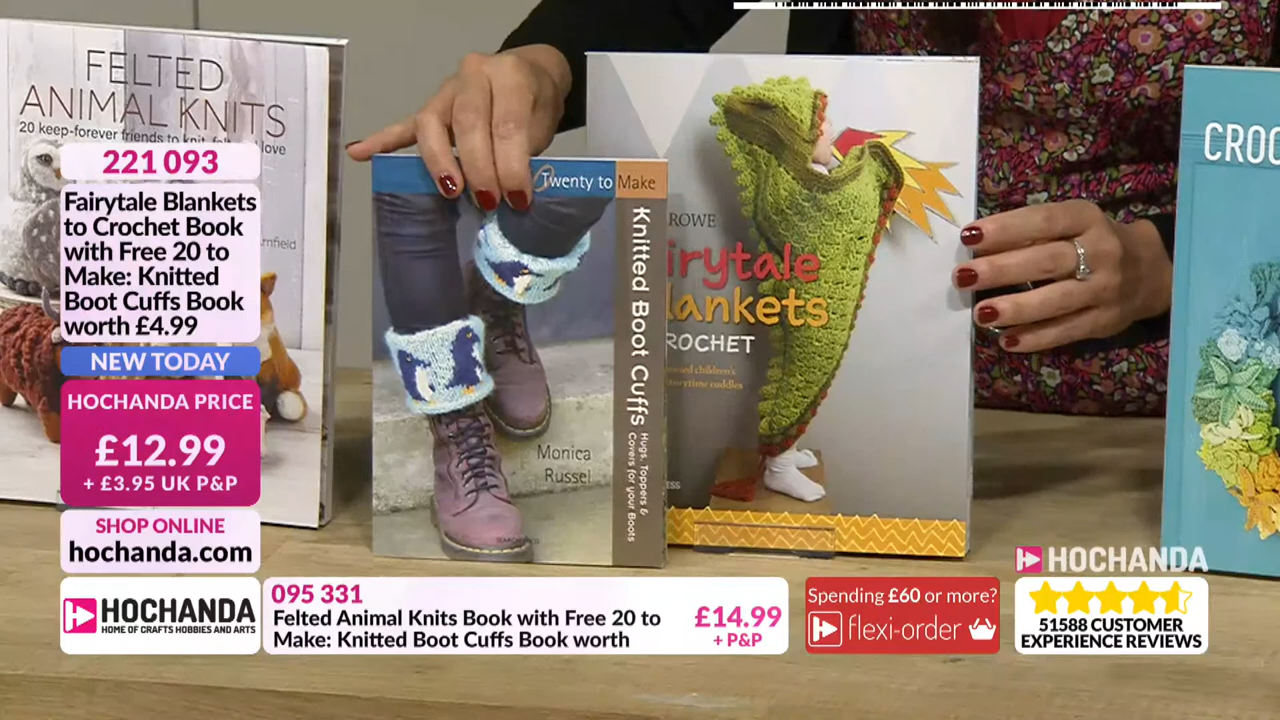 FELTED
ANIMAL KNITS
20 keep-forever friends to knit, felt
love
221 093
Fairytale Blankets
to Crochet Book
with Free 20 to
Make: Knitted
Boot Cuffs Book
worth £4.99
NEW TODAY
HOCHANDA PRICE
£12.99
+ £3.95 UK P&P
SHOP ONLINE
hochanda.com
Twenty to Make
Knitted Boot Cuffs
Hugs, Toppers &
Covers for your Boots
Monica
Russel
ROWE
irytale
lankets
ROCHET
children's
storytime cuddles
CROC
HOCHANDA
HOME OF CRAFTS HOBBIES AND ARTS
095 331
Felted Animal Knits Book with Free 20 to
Make: Knitted Boot Cuffs Book worth
£14.99
+ P&P
Spending £60 or more?
flexi-order
HOCHANDA
51588 CUSTOMER
EXPERIENCE REVIEWS